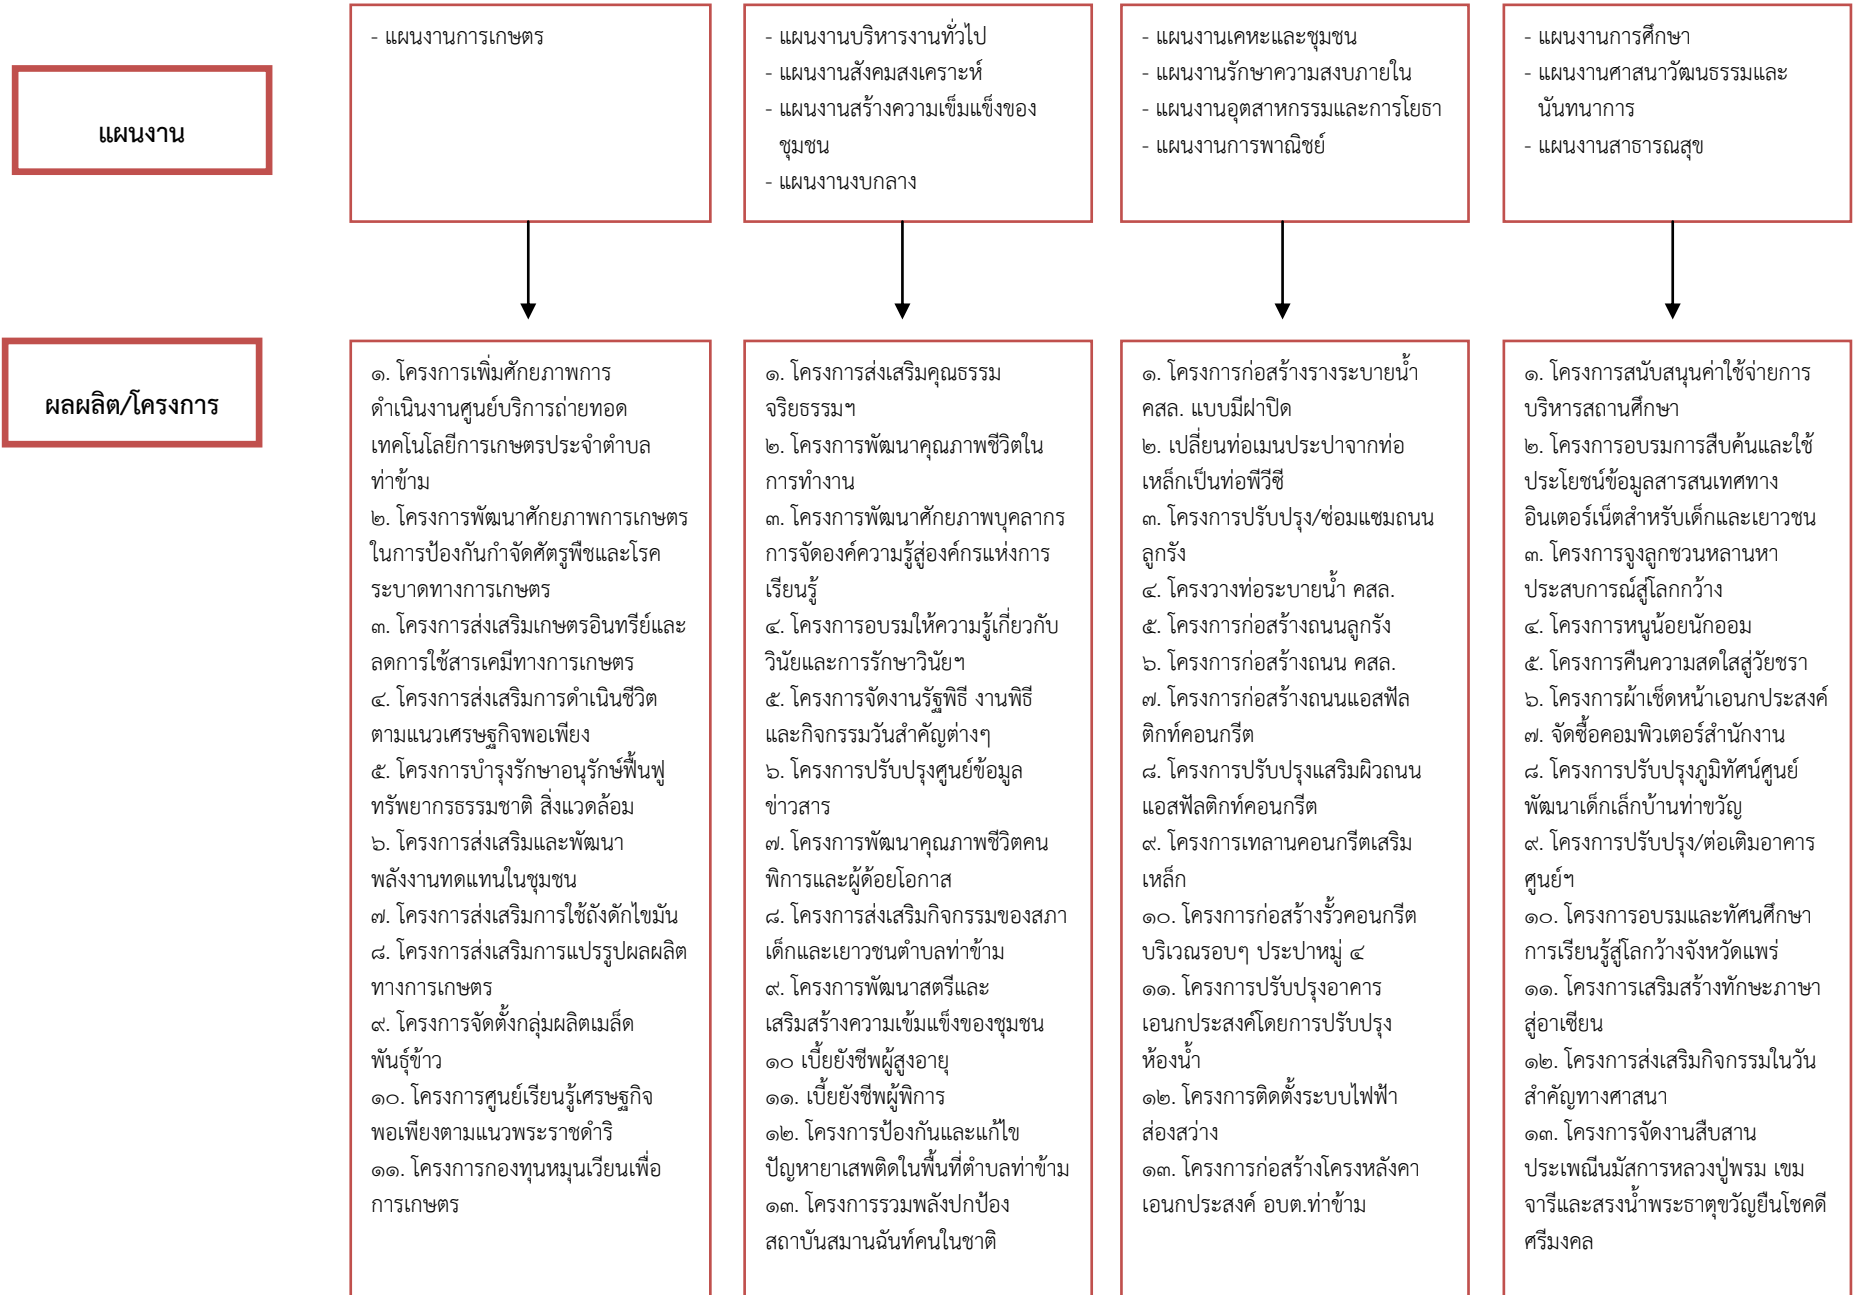 แผนงาน
- แผนงานการเกษตร
- แผนงานบริหารงานทั่วไป
- แผนงานสังคมสงเคราะห์
- แผนงานสร้างความเข็มแข็งของ
ชุมชน
- แผนงานงบกลาง
- แผนงานเคหะและชุมชน
- แผนงานรักษาความสงบภายใน
- แผนงานอุตสาหกรรมและการโยธา
- แผนงานการพาณิชย์
- แผนงานการศึกษา
- แผนงานศาสนาวัฒนธรรมและ
นันทนาการ
- แผนงานสาธารณสุข
ผลผลิต/โครงการ
๑. โครงการเพิ่มศักยภาพการ
ดำเนินงานศูนย์บริการถ่ายทอด
เทคโนโลยีการเกษตรประจำตำบล
ท่าข้าม
๒. โครงการพัฒนาศักยภาพการเกษตร
ในการป้องกันกำจัดศัตรูพืชและโรค
ระบาดทางการเกษตร
๓. โครงการส่งเสริมเกษตรอินทรีย์และ
ลดการใช้สารเคมีทางการเกษตร
๔. โครงการส่งเสริมการดำเนินชีวิต
ตามแนวเศรษฐกิจพอเพียง
๕. โครงการบำรุงรักษาอนุรักษ์ฟื้นฟู
ทรัพยากรธรรมชาติ สิ่งแวดล้อม
๖. โครงการส่งเสริมและพัฒนา
พลังงานทดแทนในชุมชน
๗. โครงการส่งเสริมการใช้ถังดักไขมัน
๘. โครงการส่งเสริมการแปรรูปผลผลิต
ทางการเกษตร
๙. โครงการจัดตั้งกลุ่มผลิตเมล็ด
พันธุ์ข้าว
๑๐. โครงการศูนย์เรียนรู้เศรษฐกิจ
พอเพียงตามแนวพระราชดำริ
๑๑. โครงการกองทุนหมุนเวียนเพื่อ
การเกษตร
๑. โครงการส่งเสริมคุณธรรม
จริยธรรมฯ
๒. โครงการพัฒนาคุณภาพชีวิตใน
การทำงาน
๓. โครงการพัฒนาศักยภาพบุคลากร
การจัดองค์ความรู้สู่องค์กรแห่งการ
เรียนรู้
๔. โครงการอบรมให้ความรู้เกี่ยวกับ
วินัยและการรักษาวินัยฯ
๕. โครงการจัดงานรัฐพิธี งานพิธี
และกิจกรรมวันสำคัญต่างๆ
๖. โครงการปรับปรุงศูนย์ข้อมูล
ข่าวสาร
๗. โครงการพัฒนาคุณภาพชีวิตคน
พิการและผู้ด้อยโอกาส
๘. โครงการส่งเสริมกิจกรรมของสภา
เด็กและเยาวชนตำบลท่าข้าม
๙. โครงการพัฒนาสตรีและ
เสริมสร้างความเข้มแข็งของชุมชน
๑๐ เบี้ยยังชีพผู้สูงอายุ
๑๑. เบี้ยยังชีพผู้พิการ
๑๒. โครงการป้องกันและแก้ไข
ปัญหายาเสพติดในพื้นที่ตำบลท่าข้าม
๑๓. โครงการรวมพลังปกป้อง
สถาบันสมานฉันท์คนในชาติ
๑. โครงการก่อสร้างรางระบายน้ำ
คสล. แบบมีฝาปิด
๒. เปลี่ยนท่อเมนประปาจากท่อ
เหล็กเป็นท่อพีวีซี
๓. โครงการปรับปรุง/ซ่อมแซมถนน
ลูกรัง
๔. โครงวางท่อระบายน้ำ คสล.
๕. โครงการก่อสร้างถนนลูกรัง
๖. โครงการก่อสร้างถนน คสล.
๗. โครงการก่อสร้างถนนแอสฟัล
ติกท์คอนกรีต
๘. โครงการปรับปรุงแสริมผิวถนน
แอสฟัลติกท์คอนกรีต
๙. โครงการเทลานคอนกรีตเสริม
เหล็ก
๑๐. โครงการก่อสร้างรั้วคอนกรีต
บริเวณรอบๆ ประปาหมู่ ๔
๑๑. โครงการปรับปรุงอาคาร
เอนกประสงค์โดยการปรับปรุง
ห้องน้ำ
๑๒. โครงการติดตั้งระบบไฟฟ้า
ส่องสว่าง
๑๓. โครงการก่อสร้างโครงหลังคา
เอนกประสงค์ อบต.ท่าข้าม
๑. โครงการสนับสนุนค่าใช้จ่ายการ
บริหารสถานศึกษา
๒. โครงการอบรมการสืบค้นและใช้
ประโยชน์ข้อมูลสารสนเทศทาง
อินเตอร์เน็ตสำหรับเด็กและเยาวชน
๓. โครงการจูงลูกชวนหลานหา
ประสบการณ์สู่โลกกว้าง
๔. โครงการหนูน้อยนักออม
๕. โครงการคืนความสดใสสู่วัยชรา
๖. โครงการผ้าเช็ดหน้าเอนกประสงค์
๗. จัดซื้อคอมพิวเตอร์สำนักงาน
๘. โครงการปรับปรุงภูมิทัศน์ศูนย์
พัฒนาเด็กเล็กบ้านท่าขวัญ
๙. โครงการปรับปรุง/ต่อเติมอาคาร
ศูนย์ฯ
๑๐. โครงการอบรมและทัศนศึกษา
การเรียนรู้สู่โลกว้างจังหวัดแพร่
๑๑. โครงการเสริมสร้างทักษะภาษา
สู่อาเซียน
๑๒. โครงการส่งเสริมกิจกรรมในวัน
สำคัญทางศาสนา
๑๓. โครงการจัดงานสืบสาน
ประเพณีนมัสการหลวงปู่พรม เขม
จารีและสรงน้ำพระธาตุขวัญยืนโชคดี
ศรีมงคล